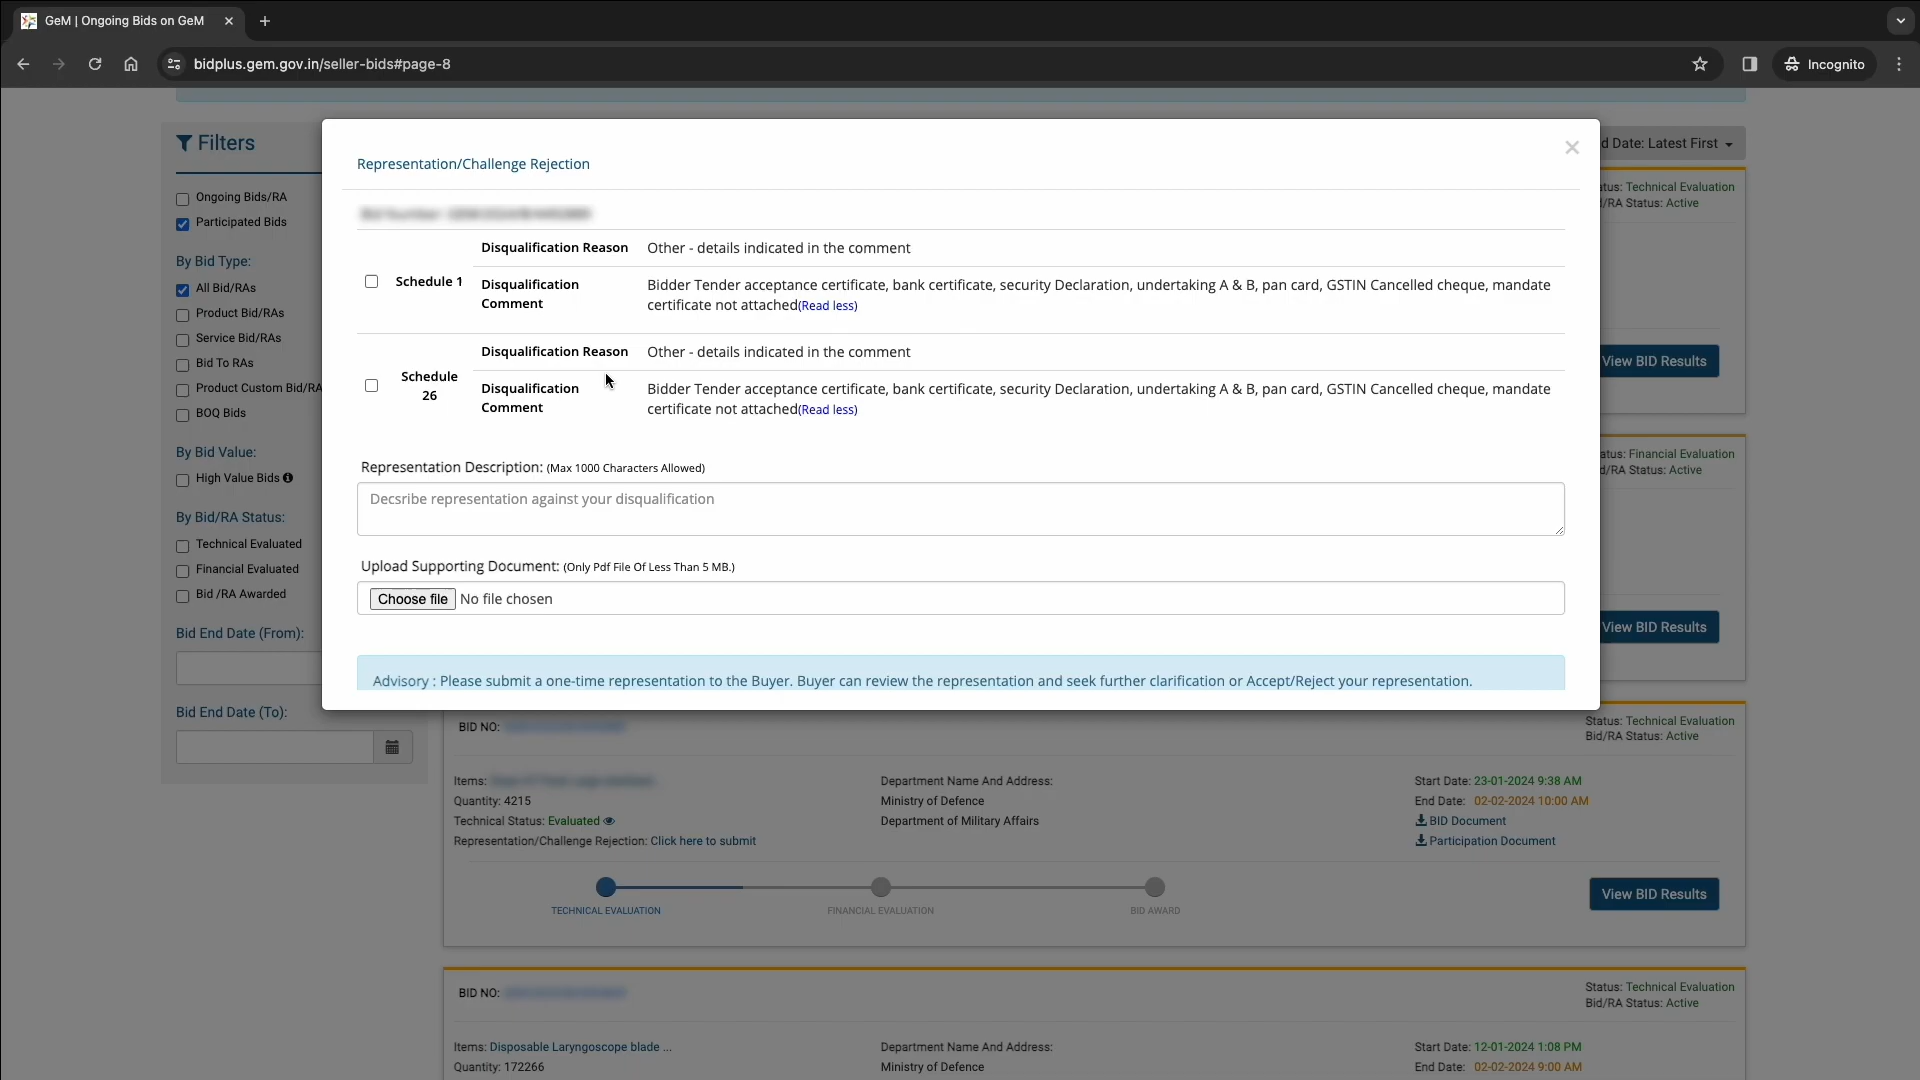 GeM | Ongoing Bids on GeM
bidplus.gem.gov.in/seller-bids#page-8
Incognito
Filters
Ongoing Bids/RA
Participated Bids
By Bid Type:
All Bid/RAs
Product Bid/RAs
Service Bid/RAs
Bid To RAs
Product Custom Bid/RA
BOQ Bids
By Bid Value:
High Value Bids
By Bid/RA Status:
Technical Evaluated
Financial Evaluated
Bid /RA Awarded
Bid End Date (From):
Bid End Date (To):
d Date: Latest First
Representation/Challenge Rejection
Disqualification Reason Other - details indicated in the comment
Schedule 1
Disqualification Comment
Bidder Tender acceptance certificate, bank certificate, security Declaration, undertaking A & B, pan card, GSTIN Cancelled cheque, mandate
certificate not attached(Read less)
Disqualification Reason Other - details indicated in the comment
Schedule 26
Disqualification Comment
Bidder Tender acceptance certificate, bank certificate, security Declaration, undertaking A & B, pan card, GSTIN Cancelled cheque, mandate
certificate not attached(Read less)
Representation Description: (Max 1000 Characters Allowed)
Decsribe representation against your disqualification
Upload Supporting Document: (Only Pdf File Of Less Than 5 MB.)
Choose file No file chosen
Advisory : Please submit a one-time representation to the Buyer. Buyer can review the representation and seek further clarification or Accept/Reject your representation.
atus: Technical Evaluation
/RA Status: Active
View BID Results
atus: Financial Evaluation
d/RA Status: Active
View BID Results
BID NO:
Status: Technical Evaluation
Bid/RA Status: Active
Items:
Quantity: 4215
Technical Status: Evaluated
Representation/Challenge Rejection: Click here to submit
Department Name And Address:
Ministry of Defence
Department of Military Affairs
Start Date: 23-01-2024 9:38 AM
End Date: 02-02-2024 10:00 AM
BID Document
Participation Document
TECHNICAL EVALUATION
FINANCIAL EVALUATION
BID AWARD
View BID Results
BID NO:
Status: Technical Evaluation
Bid/RA Status: Active
Items: Disposable Laryngoscope blade ...
Quantity: 172266
Department Name And Address:
Ministry of Defence
Start Date: 12-01-2024 1:08 PM
End Date: 02-02-2024 9:00 AM